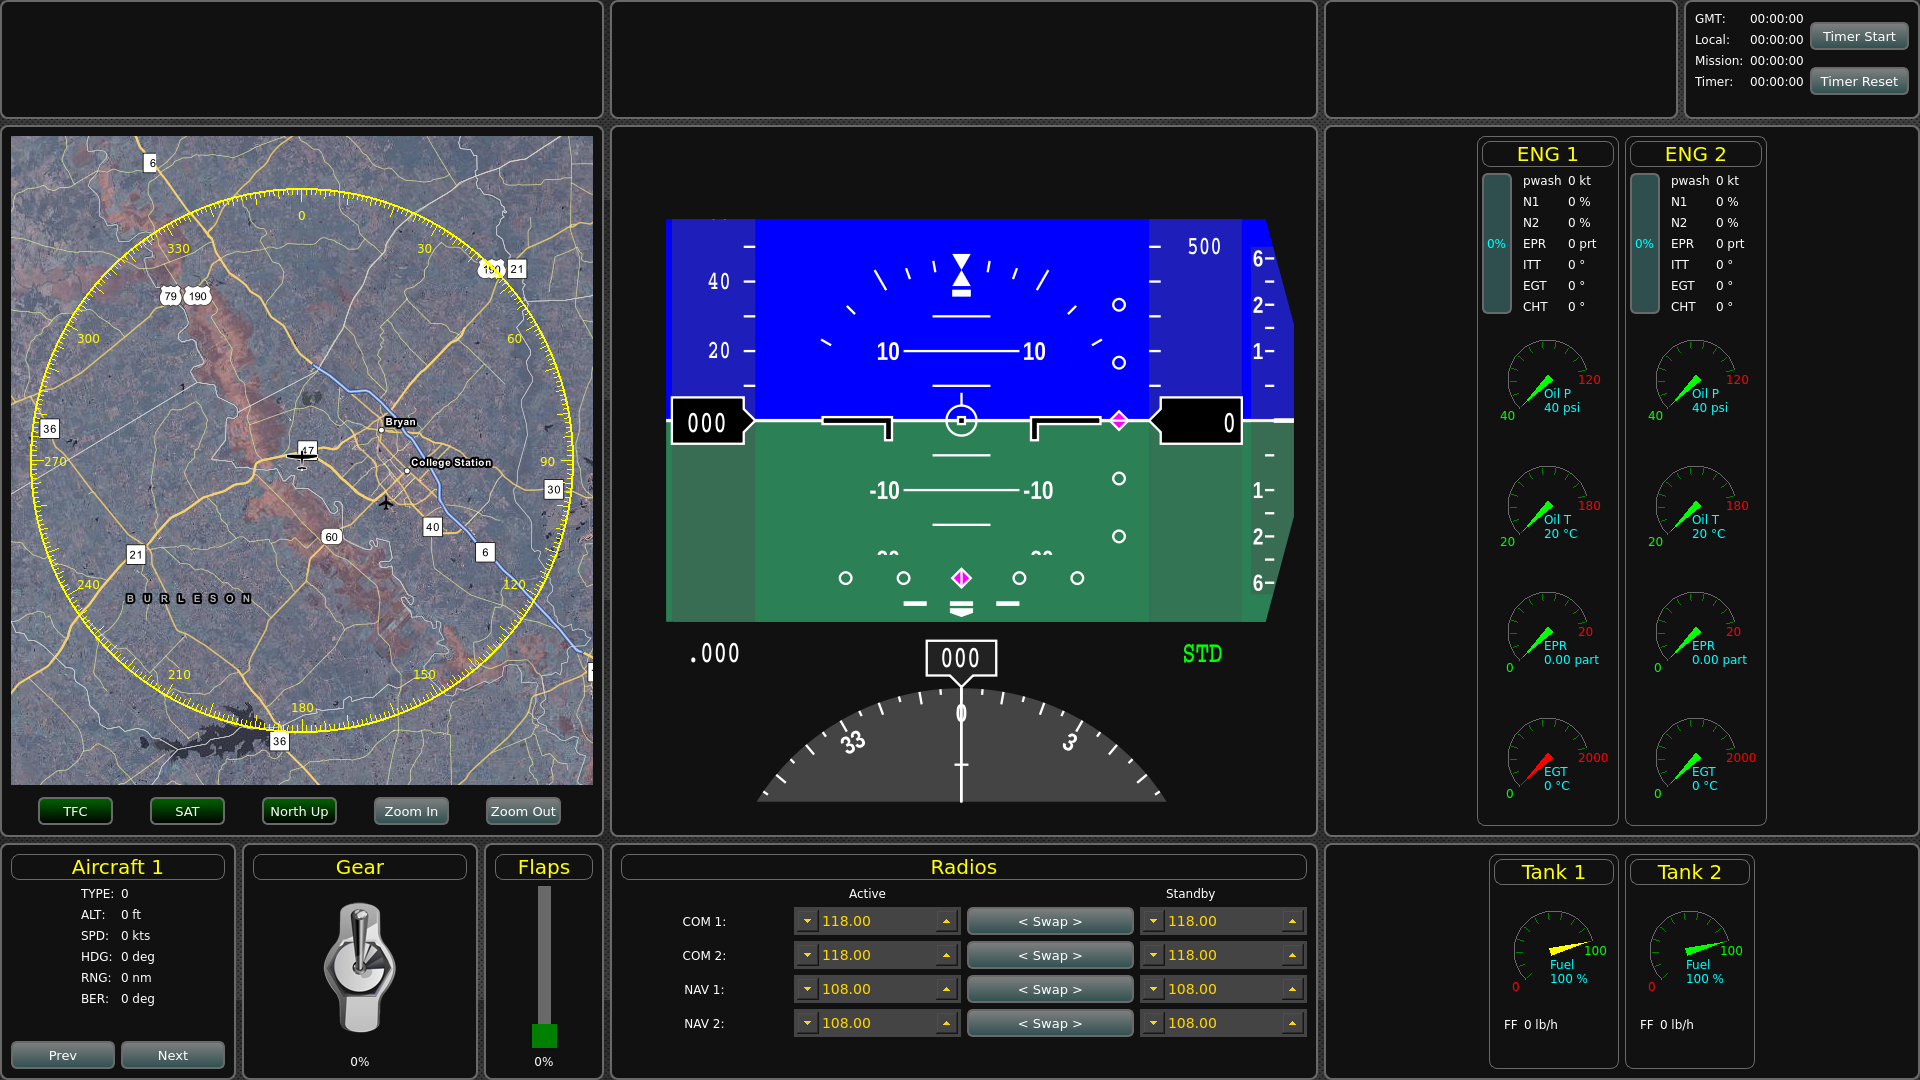 GMT: 00:00:00
Local: 00:00:00
Mission: 00:00:00
Timer: 00:00:00
Timer Start
Timer Reset
6
0
330
30
190 21
79 190
300
60
36
Bryan
47
College Station
270
90
30
40
60
6
21
240
120
BURLESON
210
150
180
36
TFC
SAT
North Up
Zoom In
Zoom Out
500
6
40
2
20
10
10
1
000
0
-10
-10
1
2
6
.000
000
STD
0
33
3
ENG 1
pwash 0 kt
N1 0 %
N2 0 %
0%
EPR 0 prt
ITT 0 °
EGT 0 °
CHT 0 °
120
Oil P
40 psi
40
180
Oil T
20 °C
20
20
EPR
0.00 part
0
2000
EGT
0 °C
0
ENG 2
pwash 0 kt
N1 0 %
N2 0 %
0%
EPR 0 prt
ITT 0 °
EGT 0 °
CHT 0 °
120
Oil P
40 psi
40
180
Oil T
20 °C
20
20
EPR
0.00 part
0
2000
EGT
0 °C
0
Aircraft 1
TYPE: 0
ALT: 0 ft
SPD: 0 kts
HDG: 0 deg
RNG: 0 nm
BER: 0 deg
Prev
Next
Gear
0%
Flaps
0%
Radios
Active
Standby
COM 1: 118.00 < Swap > 118.00
COM 2: 118.00 < Swap > 118.00
NAV 1: 108.00 < Swap > 108.00
NAV 2: 108.00 < Swap > 108.00
Tank 1
100
Fuel
100 %
0
FF 0 lb/h
Tank 2
100
Fuel
100 %
0
FF 0 lb/h